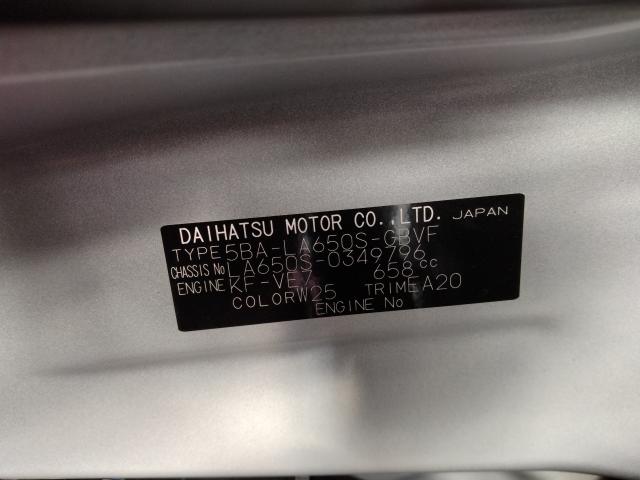 DAIHATSU MOTOR CO.,LTD. JAPAN
TYPE 5BA-LA650S-GBVF
CHASSIS No LA650S-0349796
ENGINE KF-VE 658cc
COLOR W25 TRIM EA20
ENGINE No